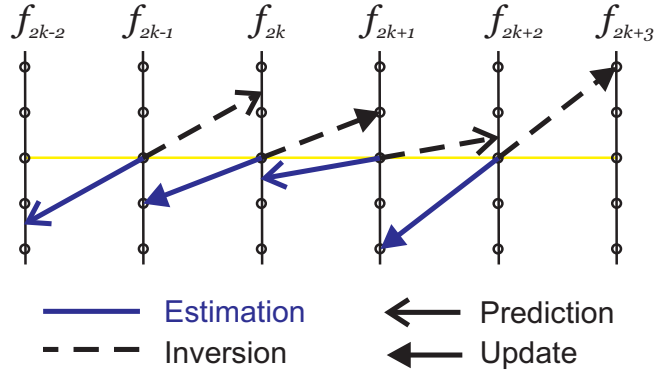 f2k-2 f2k-1 f2k f2k+1 f2k+2 f2k+3
Estimation Prediction
Inversion Update